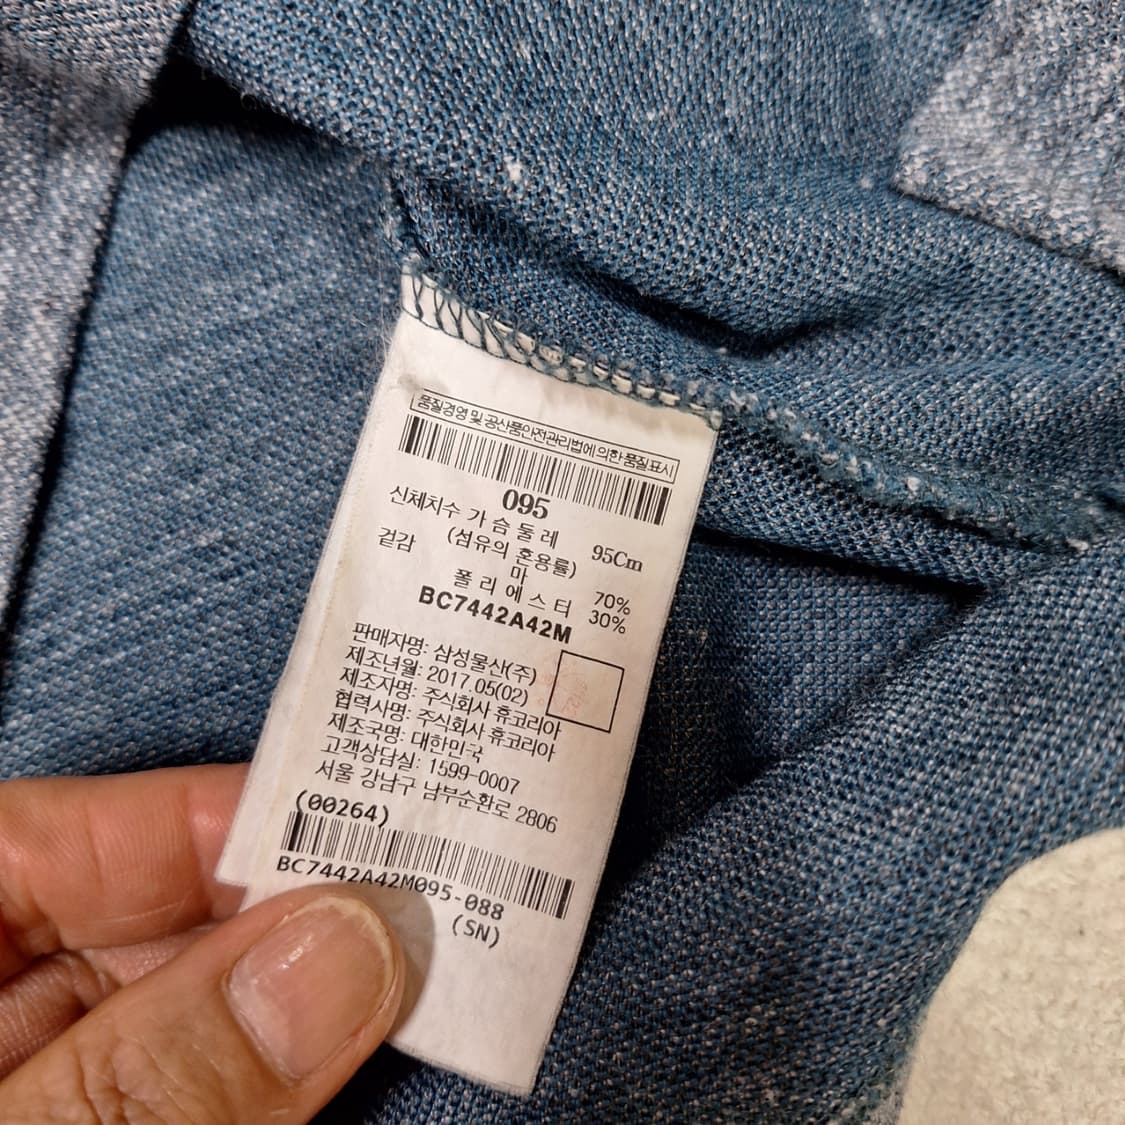 품질경영 및 공산품안전관리법에 의한 품질표시
095
신체치수 가슴둘레 95Cm
겉감 (섬유의 혼용률)
마 70%
폴리에스터 30%
BC7442A42M
판매자명: 삼성물산(주)
제조년월: 2017.05(02)
제조자명: 주식회사 휴코리아
협력사명: 주식회사 휴코리아
제조국명: 대한민국
고객상담실: 1599-0007
서울 강남구 남부순환로 2806
(00264)
BC7442A42M095-088
(SN)